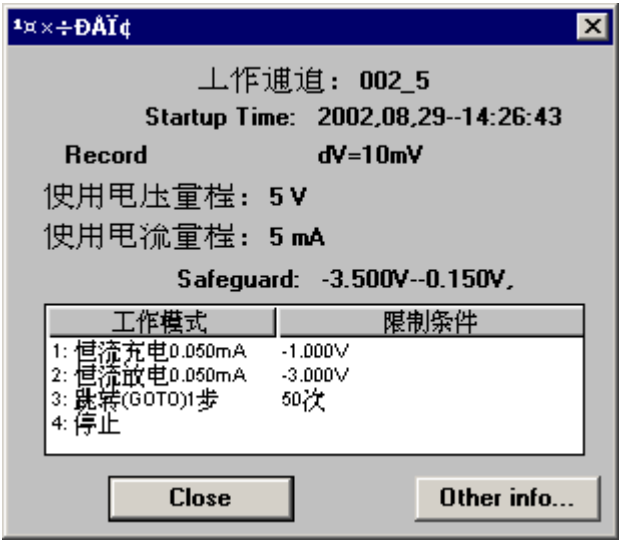 ¹¤×÷ÐÅÏ¢
工作通道: 002_5
Startup Time: 2002,08,29--14:26:43
Record dV=10mV
使用电压量程: 5 V
使用电流量程: 5 mA
Safeguard: -3.500V--0.150V,
工作模式 限制条件
1: 恒流充电0.050mA -1.000V
2: 恒流放电0.050mA -3.000V
3: 跳转(GOTO)1步 50次
4: 停止
Close Other info...